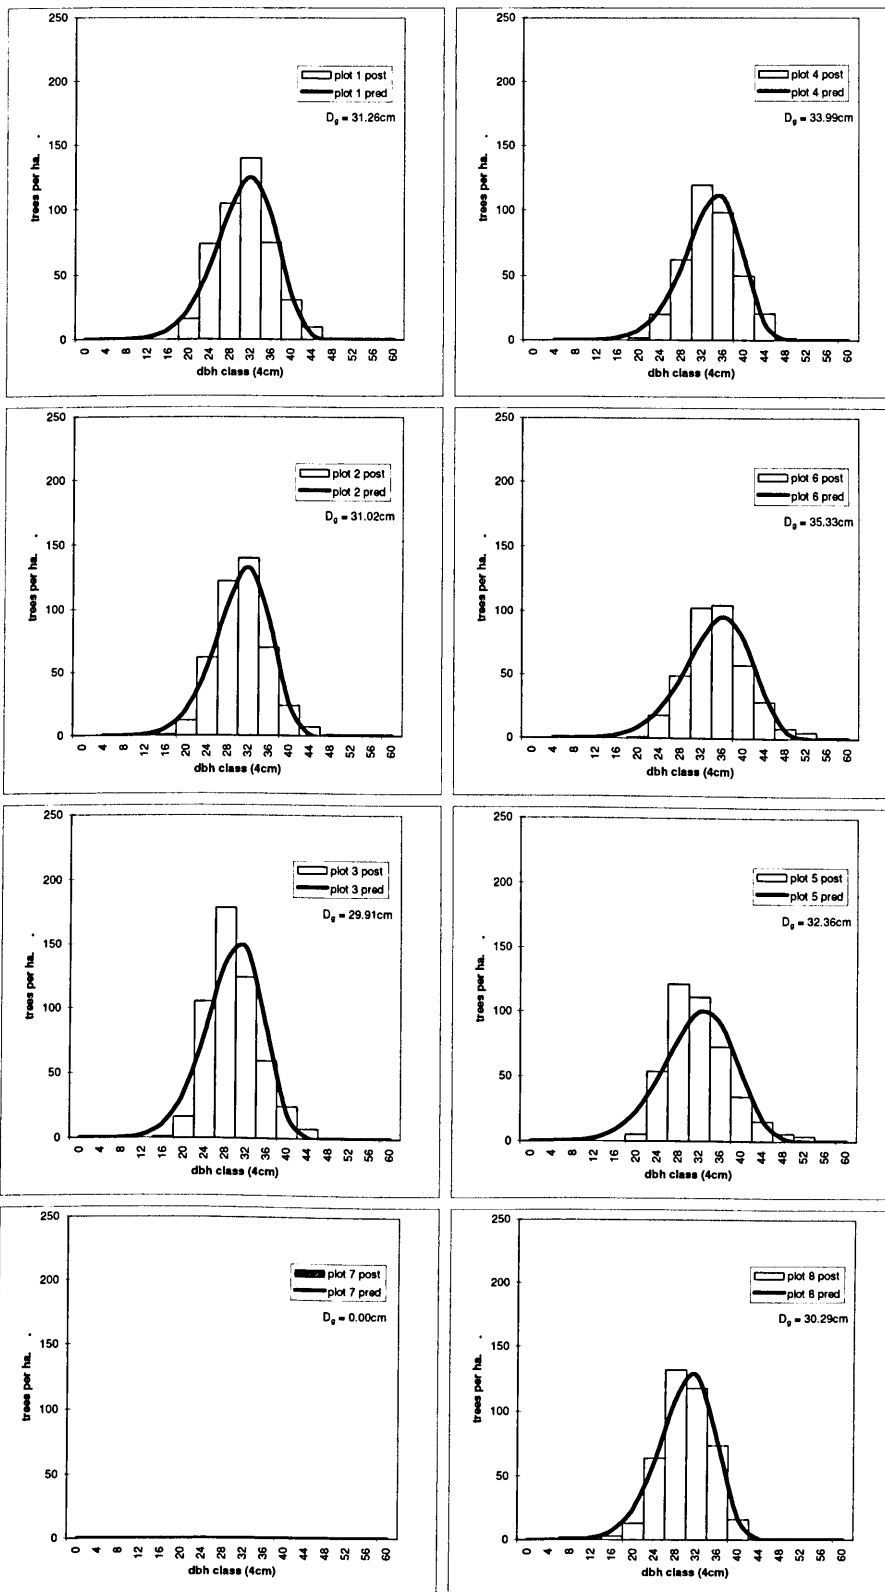 250
200
150
100
50
0
trees per ha.
plot 1 post
plot 1 pred
Dg = 31.26cm
0 4 8 12 16 20 24 28 32 36 40 44 48 52 56 60
dbh class (4cm)
250
200
150
100
50
0
trees per ha.
plot 4 post
plot 4 pred
Dg = 33.99cm
0 4 8 12 16 20 24 28 32 36 40 44 48 52 56 60
dbh class (4cm)
250
200
150
100
50
0
trees per ha.
plot 2 post
plot 2 pred
Dg = 31.02cm
0 4 8 12 16 20 24 28 32 36 40 44 48 52 56 60
dbh class (4cm)
250
200
150
100
50
0
trees per ha.
plot 6 post
plot 6 pred
Dg = 35.33cm
0 4 8 12 16 20 24 28 32 36 40 44 48 52 56 60
dbh class (4cm)
250
200
150
100
50
0
trees per ha.
plot 3 post
plot 3 pred
Dg = 29.91cm
0 4 8 12 16 20 24 28 32 36 40 44 48 52 56 60
dbh class (4cm)
250
200
150
100
50
0
trees per ha.
plot 5 post
plot 5 pred
Dg = 32.36cm
0 4 8 12 16 20 24 28 32 36 40 44 48 52 56 60
dbh class (4cm)
250
200
150
100
50
0
trees per ha.
plot 7 post
plot 7 pred
Dg = 0.00cm
0 4 8 12 16 20 24 28 32 36 40 44 48 52 56 60
dbh class (4cm)
250
200
150
100
50
0
trees per ha.
plot 8 post
plot 8 pred
Dg = 30.29cm
0 4 8 12 16 20 24 28 32 36 40 44 48 52 56 60
dbh class (4cm)